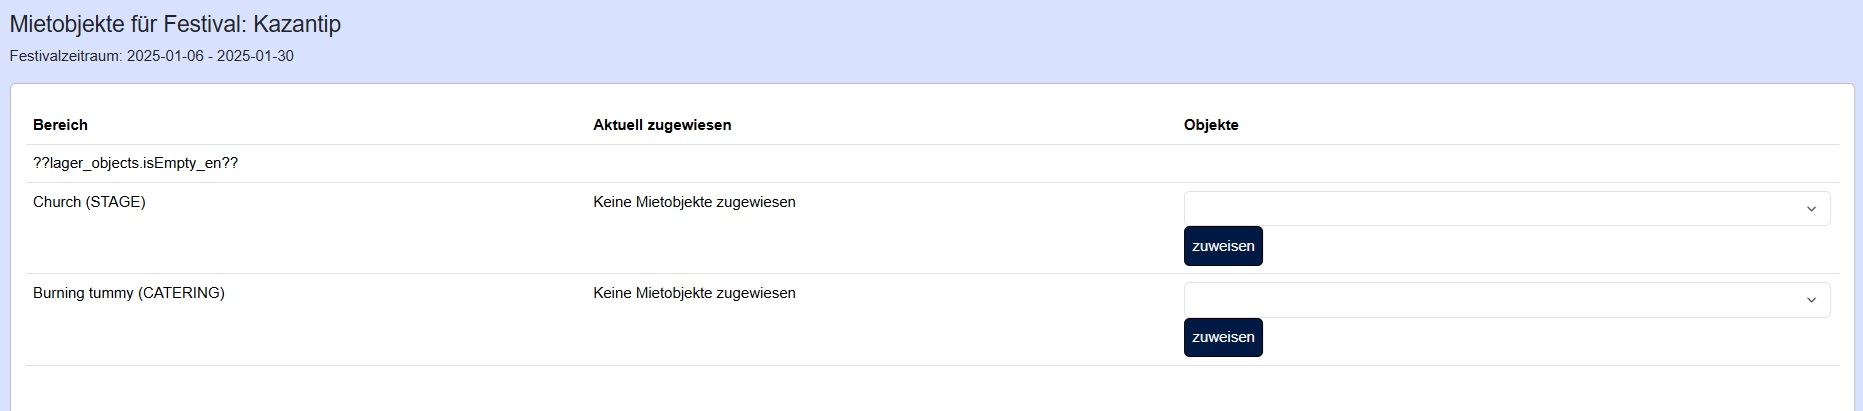 Mietobjekte für Festival: Kazantip
Festivalzeitraum: 2025-01-06 - 2025-01-30
Bereich Aktuell zugewiesen Objekte
??lager_objects.isEmpty_en??
Church (STAGE) Keine Mietobjekte zugewiesen
zuweisen
Burning tummy (CATERING) Keine Mietobjekte zugewiesen
zuweisen